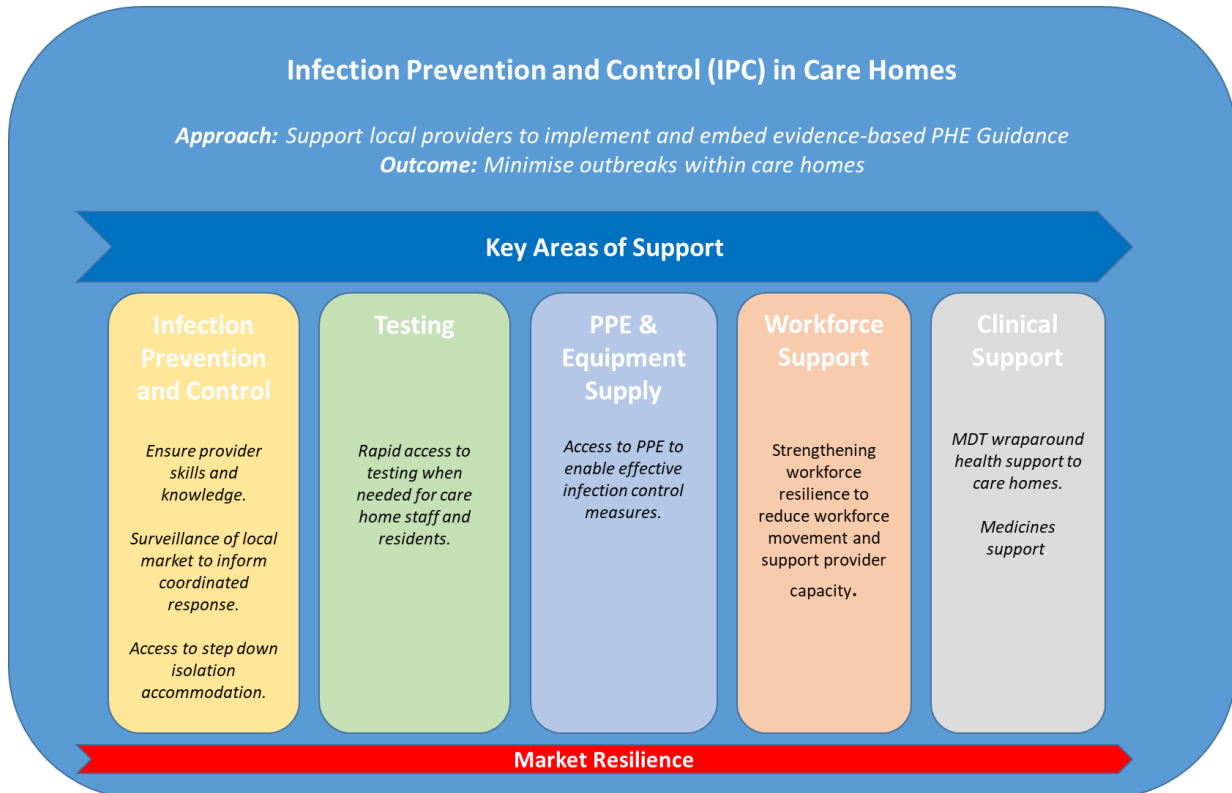 Infection Prevention and Control (IPC) in Care Homes
Approach: Support local providers to implement and embed evidence-based PHE Guidance
Outcome: Minimise outbreaks within care homes
Key Areas of Support
Infection
Prevention
and Control
Ensure provider
skills and
knowledge.
Surveillance of local
market to inform
coordinated
response.
Access to step down
isolation
accommodation.
Testing
Rapid access to
testing when
needed for care
home staff and
residents.
PPE &
Equipment
Supply
Access to PPE to
enable effective
infection control
measures.
Workforce
Support
Strengthening
workforce
resilience to
reduce workforce
movement and
support provider
capacity.
Clinical
Support
MDT wraparound
health support to
care homes.
Medicines
support
Market Resilience